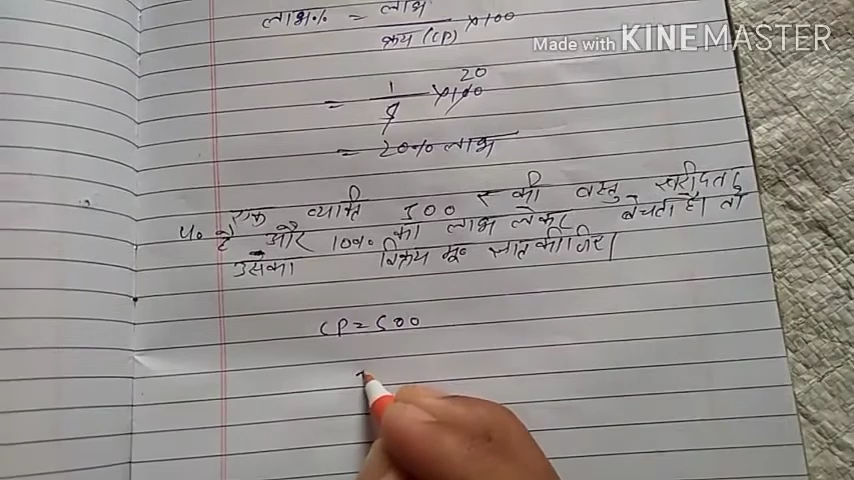 लाभ% = लाभ / क्रय (CP) × 100
Made with KINEMASTER
= 1 / 5 × 100 20
= 20% लाभ
प्र० एक व्यक्ति 500 ₹ की वस्तु खरीदता
है और 10% का लाभ लेकर बेचता है। तो
उसका विक्रय मू० ज्ञात कीजिए।
CP = 500